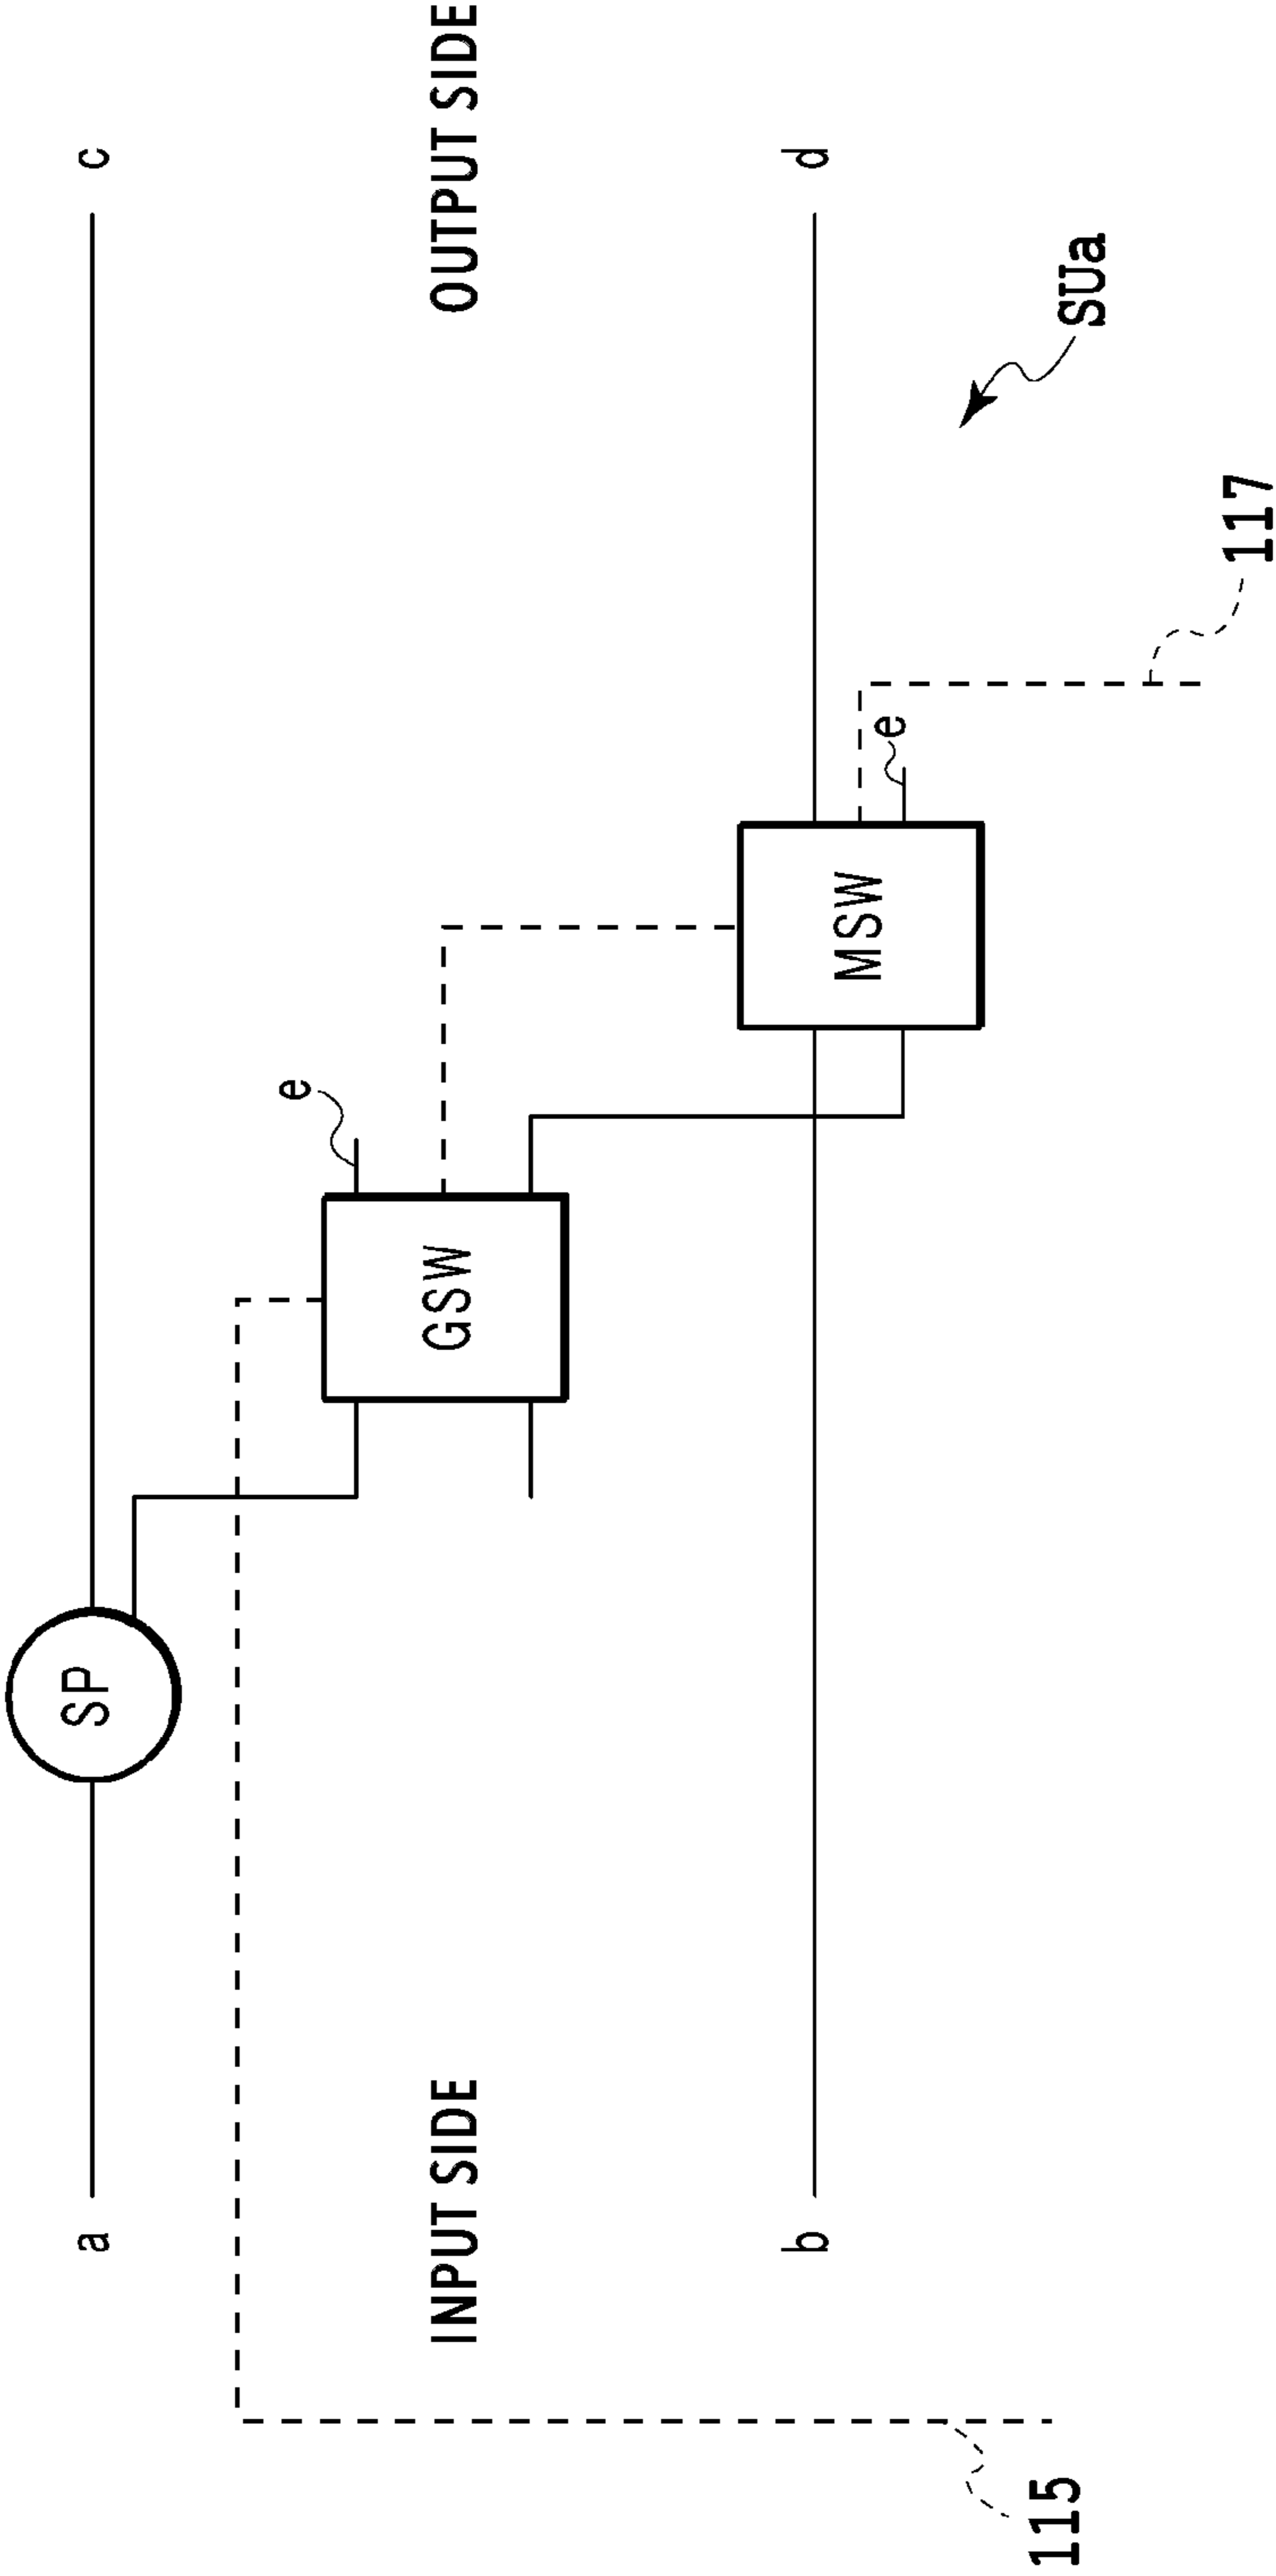 a
SP
c
e
GSW
INPUT SIDE
OUTPUT SIDE
MSW
e
b
d
SUa
115
117